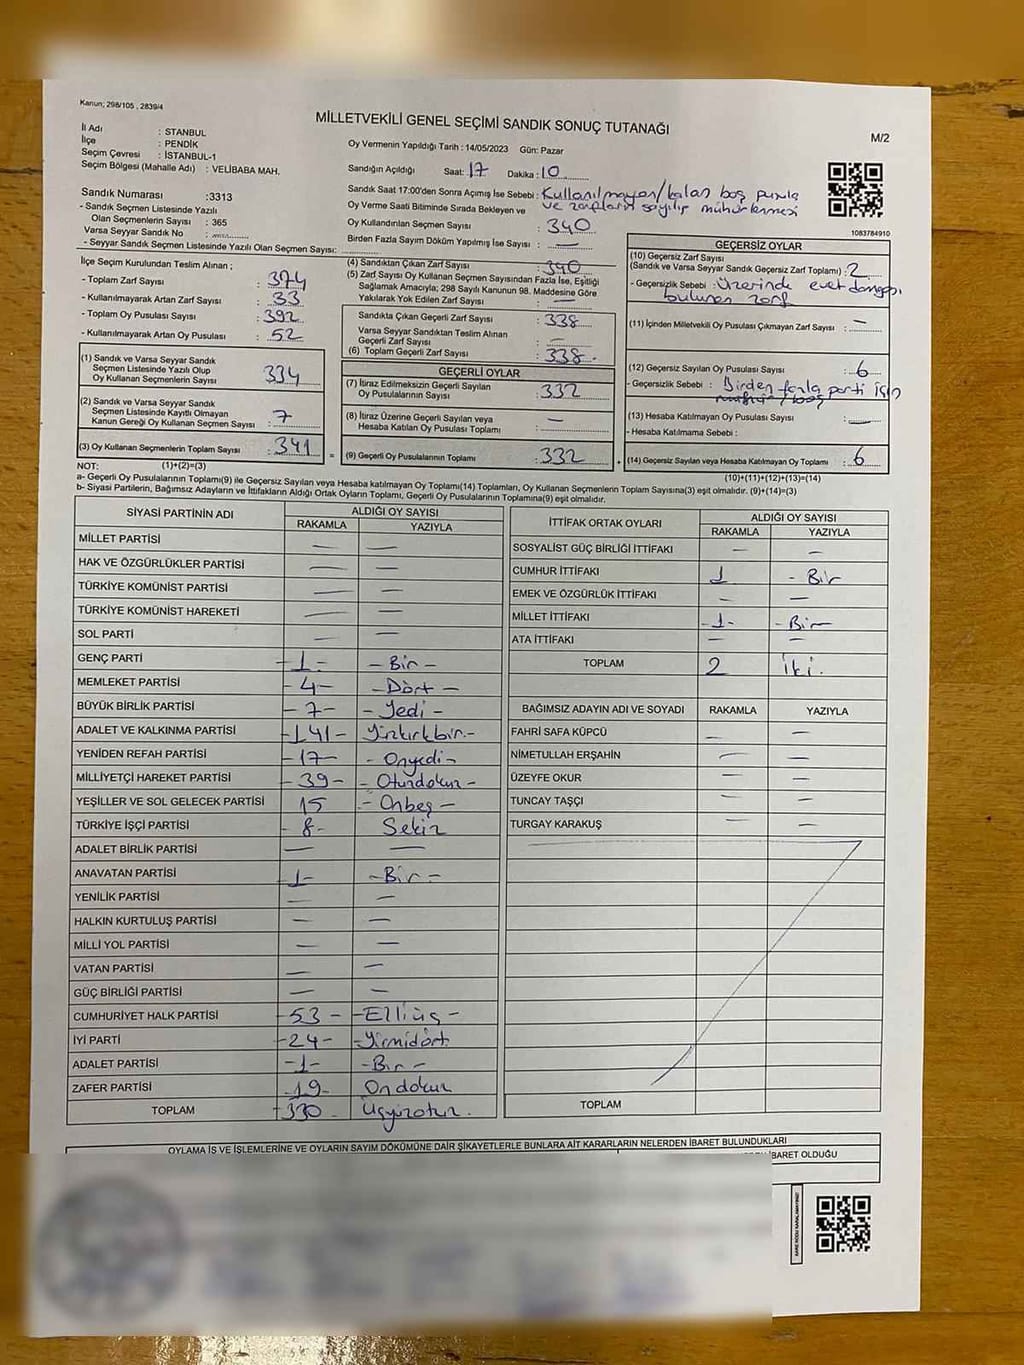 Kanun; 298/105 , 2839/4
MİLLETVEKİLİ GENEL SEÇİMİ SANDIK SONUÇ TUTANAĞI
M/2
İl Adı : STANBUL
İlçe : PENDİK
Seçim Çevresi : İSTANBUL-1
Seçim Bölgesi (Mahalle Adı) : VELİBABA MAH.
Oy Vermenin Yapıldığı Tarih : 14/05/2023 Gün: Pazar
Sandığın Açıldığı Saat: 17 Dakika : 10
Sandık Numarası :3313
- Sandık Seçmen Listesinde Yazılı
Olan Seçmenlerin Sayısı : 365
Varsa Seyyar Sandık No :
- Seyyar Sandık Seçmen Listesinde Yazılı Olan Seçmen Sayısı:
Sandık Saat 17:00'den Sonra Açımış İse Sebebi : Kullanılmayan/kalan boş pusula
Oy Verme Saati Bitiminde Sırada Bekleyen ve ve zarfların sayılıp mühürlenmesi
Oy Kullandırılan Seçmen Sayısı : 340
Birden Fazla Sayım Döküm Yapılmış İse Sayısı : —
1083784910
İlçe Seçim Kurulundan Teslim Alınan ;
- Toplam Zarf Sayısı : 374
- Kullanılmayarak Artan Zarf Sayısı : 33
- Toplam Oy Pusulası Sayısı : 392
- Kullanılmayarak Artan Oy Pusulası : 52
(1) Sandık ve Varsa Seyyar Sandık
Seçmen Listesinde Yazılı Olup
Oy Kullanan Seçmenlerin Sayısı : 334
(2) Sandık ve Varsa Seyyar Sandık
Seçmen Listesinde Kayıtlı Olmayan
Kanun Gereği Oy Kullanan Seçmen Sayısı : 7
(3) Oy Kullanan Seçmenlerin Toplam Sayısı : 341 =
(4) Sandıktan Çıkan Zarf Sayısı : 340
(5) Zarf Sayısı Oy Kullanan Seçmen Sayısından Fazla İse, Eşitliği
Sağlamak Amacıyla; 298 Sayılı Kanunun 98. Maddesine Göre
Yakılarak Yok Edilen Zarf Sayısı : —
Sandıkta Çıkan Geçerli Zarf Sayısı : 338
Varsa Seyyar Sandıktan Teslim Alınan
Geçerli Zarf Sayısı : —
(6) Toplam Geçerli Zarf Sayısı : 338
GEÇERLİ OYLAR
(7) İtiraz Edilmeksizin Geçerli Sayılan
Oy Pusulasının Sayısı : 332
(8) İtiraz Üzerine Geçerli Sayılan veya
Hesaba Katılan Oy Pusulası Toplamı : —
(9) Geçerli Oy Pusulalarının Toplamı : 332 +
GEÇERSİZ OYLAR
(10) Geçersiz Zarf Sayısı
(Sandık ve Varsa Seyyar Sandık Geçersiz Zarf Toplamı) : 2
- Geçersizlik Sebebi : Üzerinde evet damgası
bulunan zarf
(11) İçinden Milletvekili Oy Pusulası Çıkmayan Zarf Sayısı : —
(12) Geçersiz Sayılan Oy Pusulası Sayısı : 6
- Geçersizlik Sebebi : Birden fazla parti için
/ boş
(13) Hesaba Katılmayan Oy Pusulası Sayısı : —
- Hesaba Katılmama Sebebi :
(14) Geçersiz Sayılan veya Hesaba Katılmayan Oy Toplamı : 6
NOT: (1)+(2)=(3) (10)+(11)+(12)+(13)=(14)
a- Geçerli Oy Pusulalarının Toplamı(9) ile Geçersiz Sayılan veya Hesaba katılmayan Oy Toplamı(14) Toplamları, Oy Kullanan Seçmenlerin Toplam Sayısına(3) eşit olmalıdır. (9)+(14)=(3)
b- Siyasi Partilerin, Bağımsız Adayların ve İttifakların Aldığı Ortak Oyların Toplamı, Geçerli Oy Pusulalarının Toplamına(9) eşit olmalıdır.
SİYASİ PARTİNİN ADI ALDIĞI OY SAYISI
RAKAMLA YAZIYLA
MİLLET PARTİSİ — —
HAK VE ÖZGÜRLÜKLER PARTİSİ — —
TÜRKİYE KOMÜNİST PARTİSİ — —
TÜRKİYE KOMÜNİST HAREKETİ — —
SOL PARTİ — —
GENÇ PARTİ -1- - Bir -
MEMLEKET PARTİSİ -4- - Dört -
BÜYÜK BİRLİK PARTİSİ -7- - Yedi -
ADALET VE KALKINMA PARTİSİ -141- Yüzkırkbir.-
YENİDEN REFAH PARTİSİ -17- - Onyedi -
MİLLİYETÇİ HAREKET PARTİSİ -39- - Otuzdokuz -
YEŞİLLER VE SOL GELECEK PARTİSİ 15 - Onbeş -
TÜRKİYE İŞÇİ PARTİSİ -8- Sekiz
ADALET BİRLİK PARTİSİ — —
ANAVATAN PARTİSİ -1- -Bir -
YENİLİK PARTİSİ — —
HALKIN KURTULUŞ PARTİSİ — —
MİLLİ YOL PARTİSİ — —
VATAN PARTİSİ — —
GÜÇ BİRLİĞİ PARTİSİ — —
CUMHURİYET HALK PARTİSİ -53- -Elliüç -
İYİ PARTİ -24- -Yirmidört
ADALET PARTİSİ -1- -Bir -
ZAFER PARTİSİ -19- Ondokuz
TOPLAM -330- Üçyüzotuz.
İTTİFAK ORTAK OYLARI ALDIĞI OY SAYISI
RAKAMLA YAZIYLA
SOSYALİST GÜÇ BİRLİĞİ İTTİFAKI — —
CUMHUR İTTİFAKI 1 - Bir
EMEK VE ÖZGÜRLÜK İTTİFAKI — —
MİLLET İTTİFAKI -1- - Bir -
ATA İTTİFAKI — —
TOPLAM 2 İki.
BAĞIMSIZ ADAYIN ADI VE SOYADI RAKAMLA YAZIYLA
FAHRİ SAFA KÜPCÜ — —
NİMETULLAH ERŞAHİN — —
ÜZEYFE OKUR — —
TUNCAY TAŞÇI — —
TURGAY KARAKUŞ — —
TOPLAM
OYLAMA İŞ VE İŞLEMLERİNE VE OYLARIN SAYIM DÖKÜMÜNE DAİR ŞİKAYETLERLE BUNLARA AİT KARARLARIN NELERDEN İBARET BULUNDUKLARI
İBARET OLDUĞU